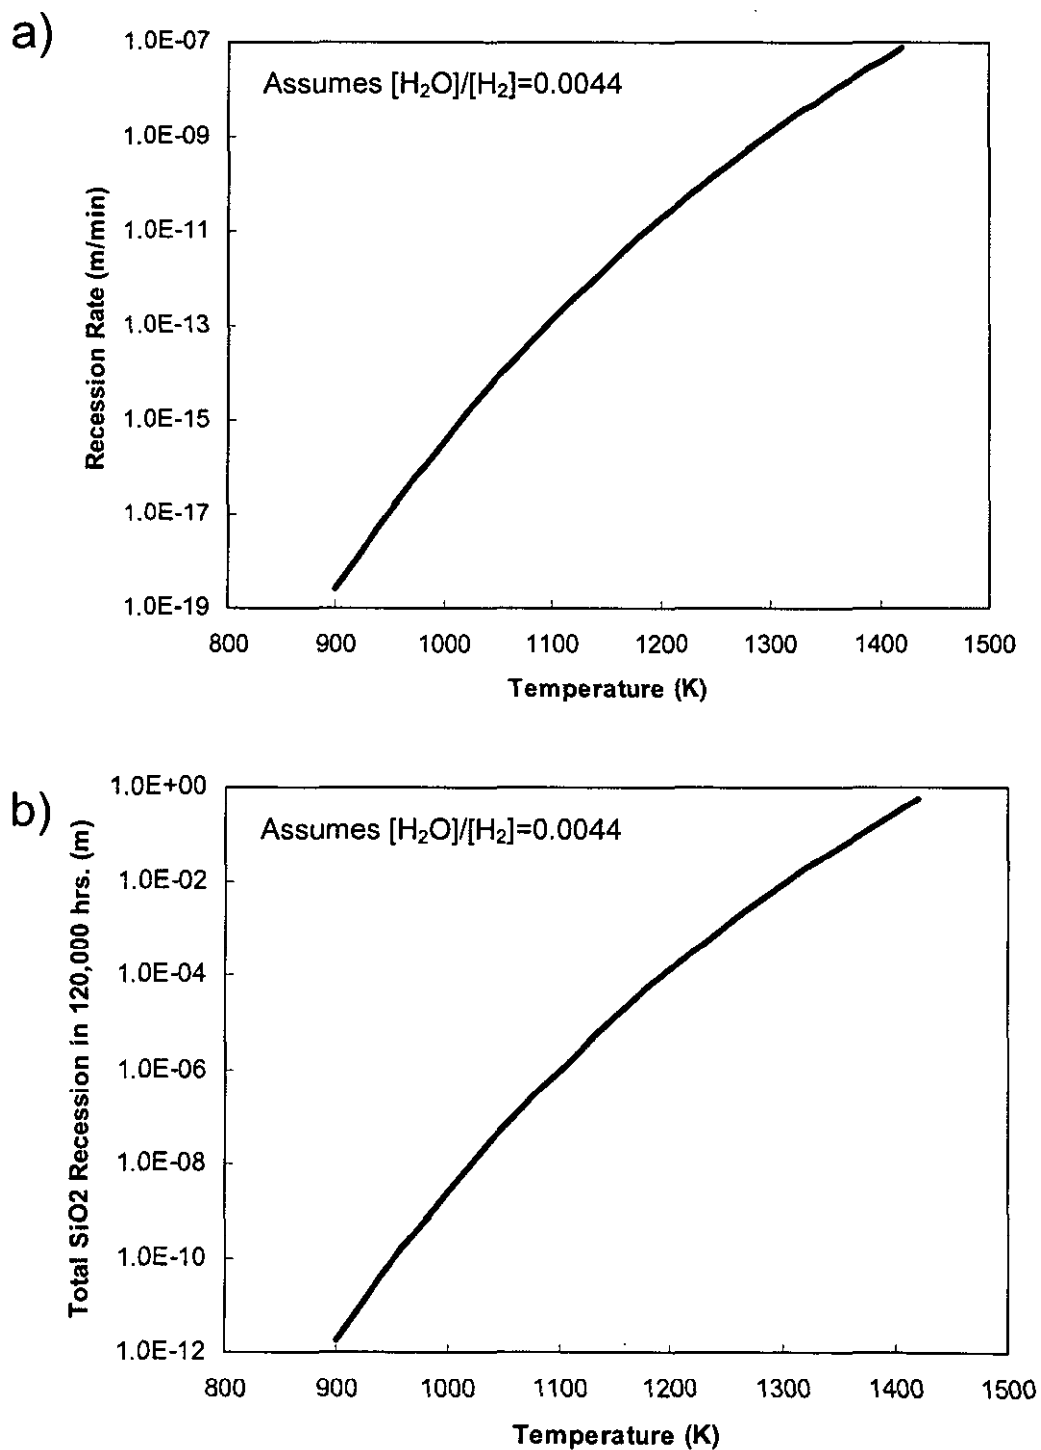 a)
1.0E-07
Assumes [H₂O]/[H₂]=0.0044
1.0E-09
1.0E-11
1.0E-13
1.0E-15
1.0E-17
1.0E-19
Recession Rate (m/min)
800 900 1000 1100 1200 1300 1400 1500
Temperature (K)
b)
1.0E+00
Assumes [H₂O]/[H₂]=0.0044
1.0E-02
1.0E-04
1.0E-06
1.0E-08
1.0E-10
1.0E-12
Total SiO2 Recession in 120,000 hrs. (m)
800 900 1000 1100 1200 1300 1400 1500
Temperature (K)